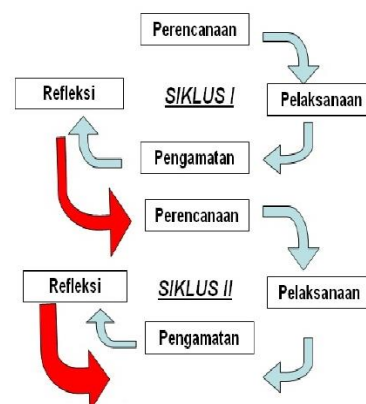 Perencanaan
Refleksi
SIKLUS I
Pelaksanaan
Pengamatan
Perencanaan
Refleksi
SIKLUS II
Pelaksanaan
Pengamatan